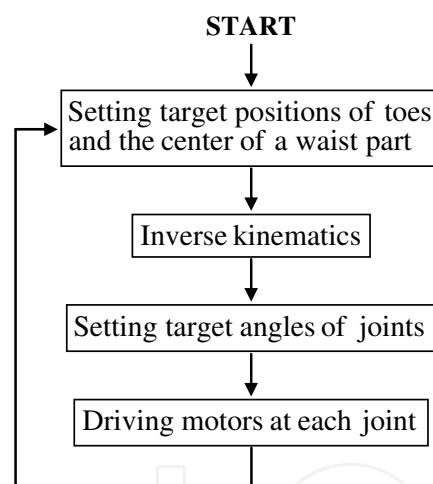 START
Setting target positions of toes
and the center of a waist part
Inverse kinematics
Setting target angles of joints
Driving motors at each joint